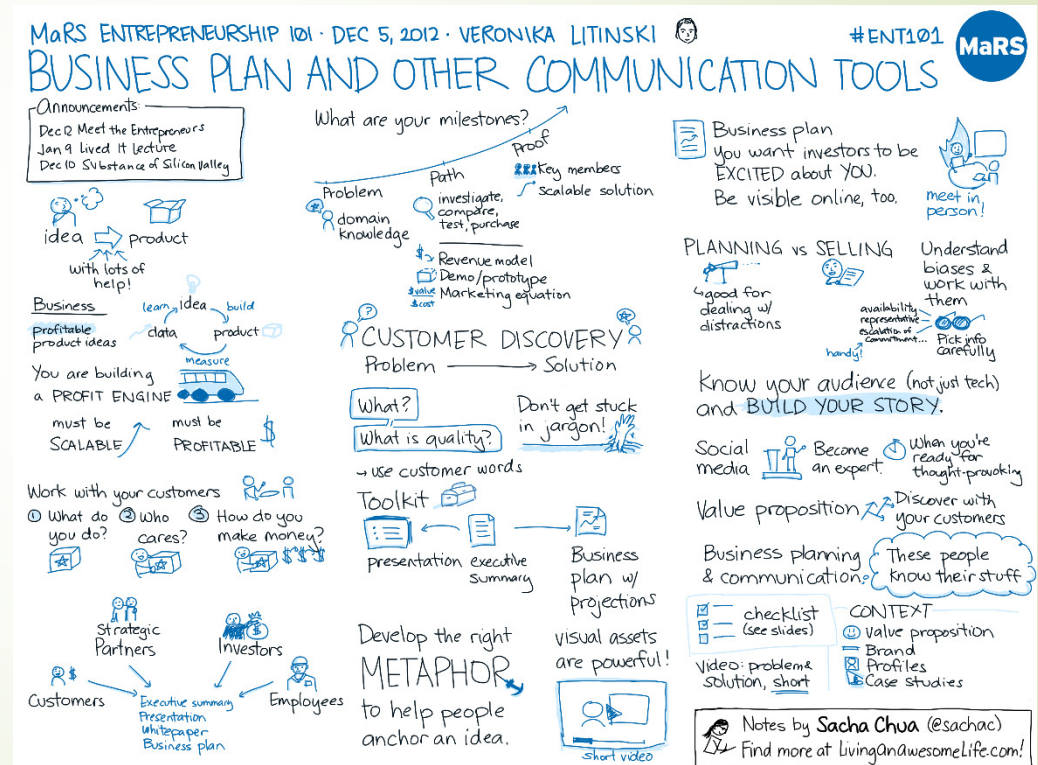 MaRS ENTREPRENEURSHIP 101 · DEC 5, 2012 · VERONIKA LITINSKI
#ENT101
MaRS
BUSINESS PLAN AND OTHER COMMUNICATION TOOLS
Announcements:
Dec 12 Meet the Entrepreneurs
Jan 9 Lived It Lecture
Dec 10 Substance of Silicon Valley
idea
product
with lots of
help!
Business
profitable
product ideas
learn
idea
build
data
product
measure
You are building
a PROFIT ENGINE
must be
SCALABLE
must be
PROFITABLE
$
Work with your customers
① What do
you do?
② Who
cares?
③ How do you
make money?
$$$$
Strategic
Partners
Investors
$
Customers
$
Employees
Executive summary
Presentation
Whitepaper
Business plan
What are your milestones?
Problem
domain
knowledge
Path
investigate,
compare,
test, purchase
Proof
Key members
scalable solution
$
Revenue model
Demo/prototype
$value
$cost
Marketing equation
?
CUSTOMER DISCOVERY
Problem
Solution
What?
What is quality?
→ use customer words
Don't get stuck
in jargon!
Toolkit
presentation
executive
summary
Business
plan w/
projections
Develop the right
METAPHOR
to help people
anchor an idea.
visual assets
are powerful!
short video
Business plan
You want investors to be
EXCITED about YOU.
Be visible online, too.
meet in
person!
PLANNING vs SELLING
good for
dealing w/
distractions
handy!
Understand
biases &
work with
them
availability
representative
escalation of
commitment...
Pick info
carefully
Know your audience (not just tech)
and BUILD YOUR STORY.
Social
media
Become
an expert
When you're
ready for
thought-provoking
Value proposition
Discover with
your customers
Business planning
& communication:
These people
know their stuff
checklist
(see slides)
video: problem &
solution, short
CONTEXT
value proposition
Brand
Profiles
Case studies
Notes by Sacha Chua (@sachac)
Find more at LivingAnAwesomeLife.com!